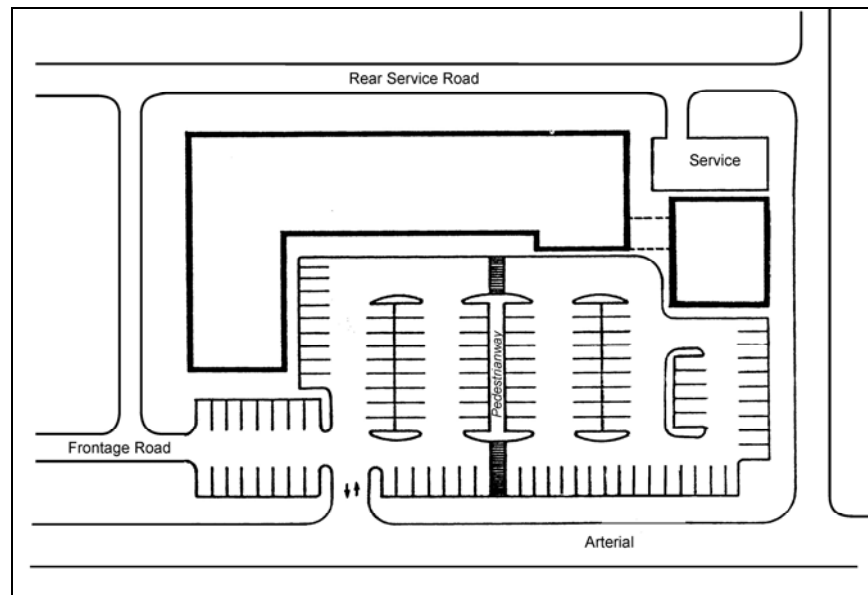 Rear Service Road
Service
Pedestrianway
Frontage Road
Arterial